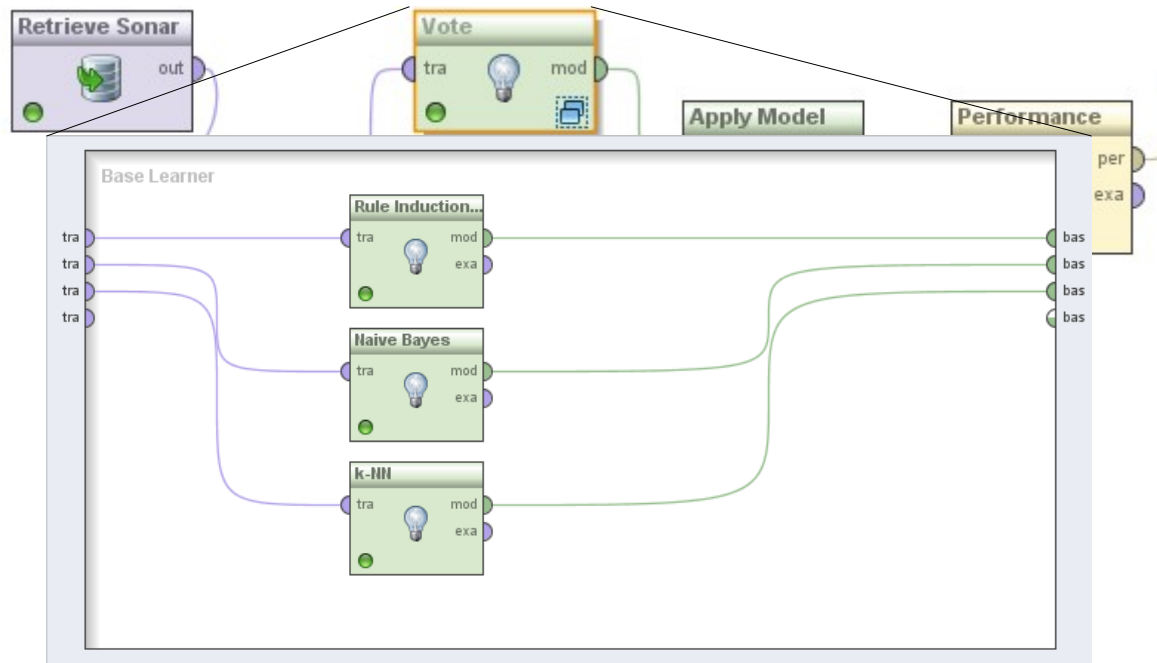 Retrieve Sonar
out
Vote
tra
mod
Apply Model
Performance
per
exa
Base Learner
tra
tra
tra
tra
Rule Induction...
tra
mod
exa
Naive Bayes
tra
mod
exa
k-NN
tra
mod
exa
bas
bas
bas
bas